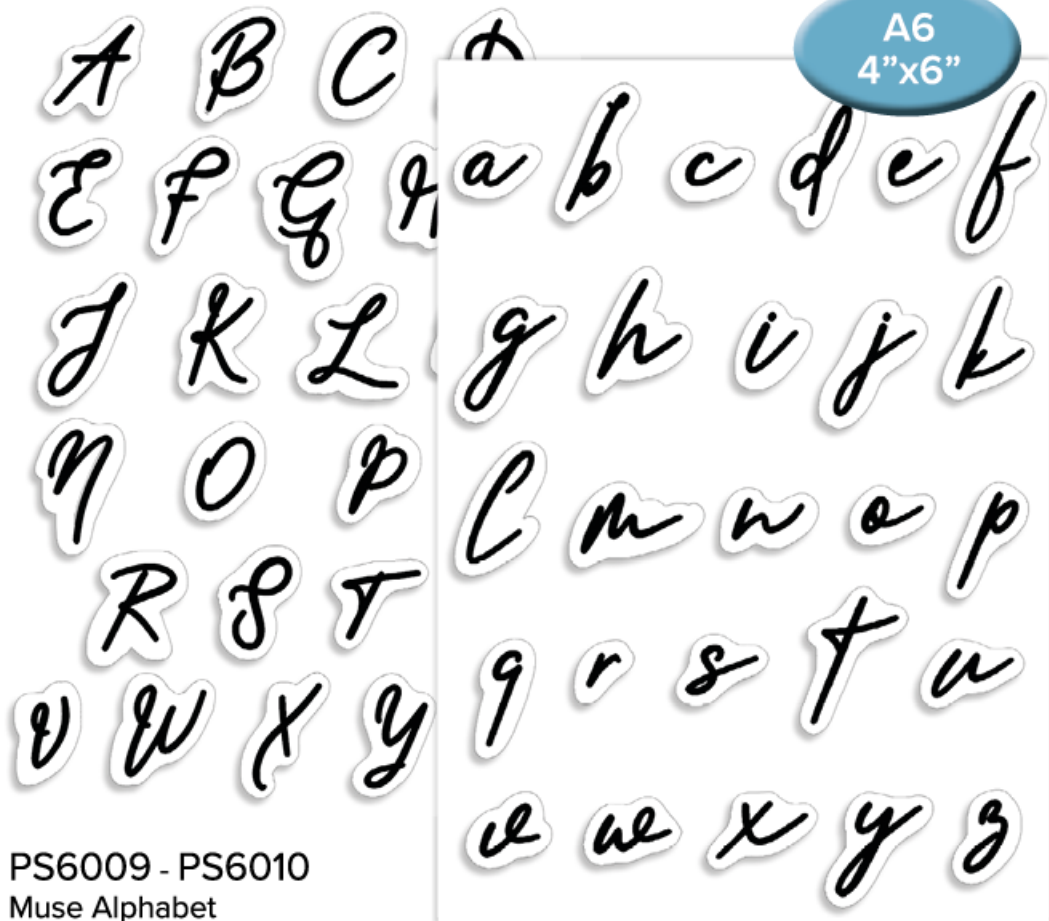 A6
4”x6”
A B C D
E F G H
J K L
N O P
R S T
V W X Y
a b c d e f
g h i j k
l m n o p
q r s t u
v w x y z
PS6009 - PS6010
Muse Alphabet